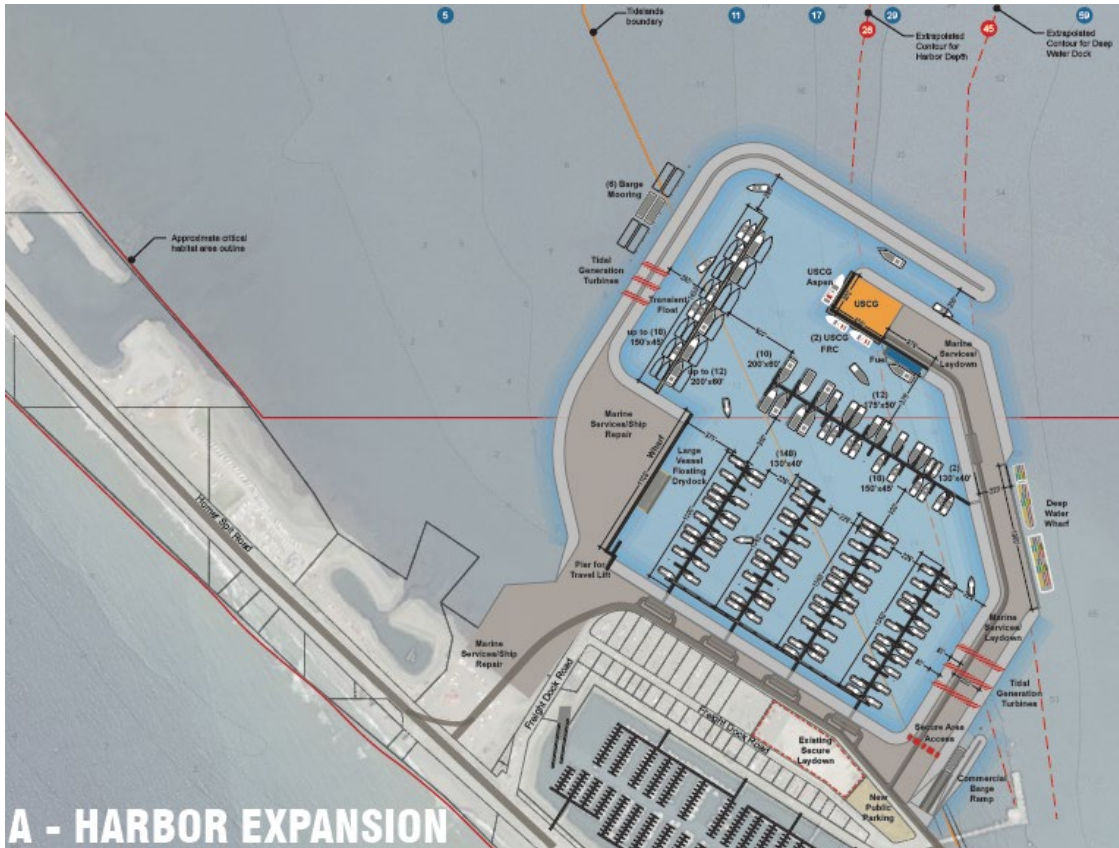 5
Tidelands
boundary
11
17
28
29
Extrapolated
Contour for
Harbor Depth
45
Extrapolated
Contour for Deep
Water Dock
59
(6) Barge
Mooring
Approximate critical
habitat area outline
Tidal
Generation
Turbines
Transient
Float
up to (18)
150'x45'
up to (12)
200'x60'
USCG
Aspen
USCG
(2) USCG
FRC
Fuel
Marine
Services/
Laydown
(10)
200'x60'
(12)
175'x50'
(2)
130'x40'
(18)
150'x45'
(148)
130'x40'
Marine
Services/Ship
Repair
Wharf
Large
Vessel
Floating
Drydock
Deep
Water
Wharf
Homer Spit Road
Pier for
Travel Lift
Marine
Services/Ship
Repair
Marine
Services/
Laydown
Tidal
Generation
Turbines
Freight Dock Road
Freight Dock Road
Existing
Secure
Laydown
Secure Area
Access
Commercial
Barge
Ramp
New
Public
Parking
A - HARBOR EXPANSION